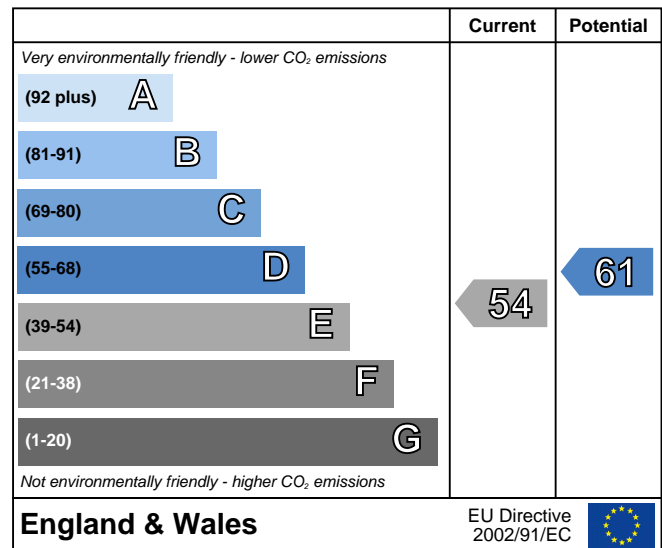 Current Potential
Very environmentally friendly - lower CO₂ emissions
(92 plus) A
(81-91) B
(69-80) C
(55-68) D
(39-54) E
(21-38) F
(1-20) G
54
61
Not environmentally friendly - higher CO₂ emissions
England & Wales
EU Directive
2002/91/EC